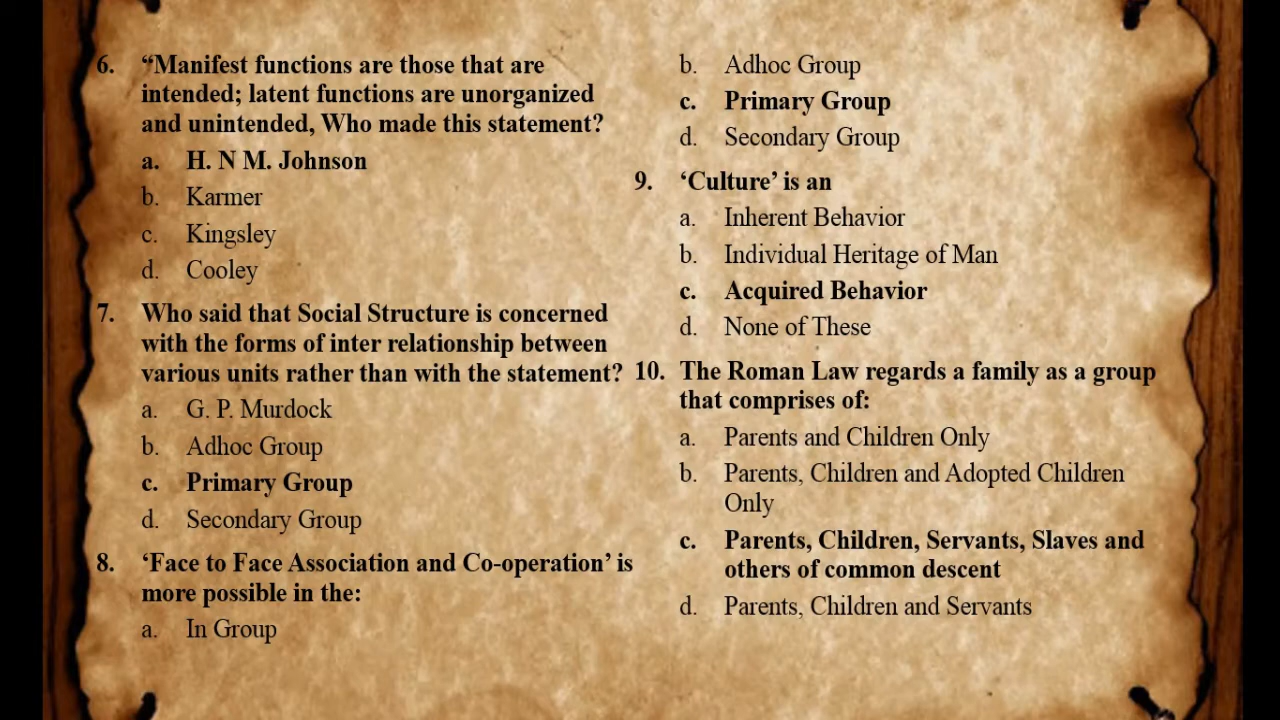 6. “Manifest functions are those that are
intended; latent functions are unorganized
and unintended, Who made this statement?
a. H. N M. Johnson
b. Karmer
c. Kingsley
d. Cooley
7. Who said that Social Structure is concerned
with the forms of inter relationship between
various units rather than with the statement?
a. G. P. Murdock
b. Adhoc Group
c. Primary Group
d. Secondary Group
8. ‘Face to Face Association and Co-operation’ is
more possible in the:
a. In Group
b. Adhoc Group
c. Primary Group
d. Secondary Group
9. ‘Culture’ is an
a. Inherent Behavior
b. Individual Heritage of Man
c. Acquired Behavior
d. None of These
10. The Roman Law regards a family as a group
that comprises of:
a. Parents and Children Only
b. Parents, Children and Adopted Children
Only
c. Parents, Children, Servants, Slaves and
others of common descent
d. Parents, Children and Servants